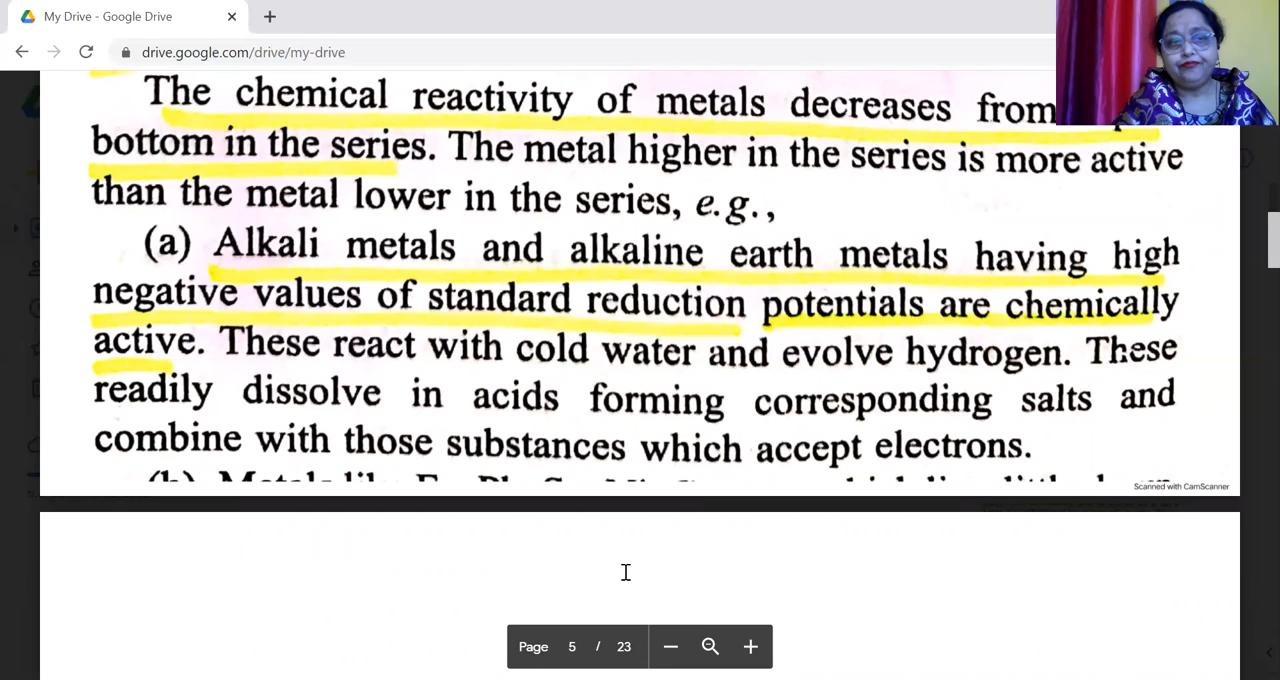 My Drive - Google Drive
drive.google.com/drive/my-drive
The chemical reactivity of metals decreases from
bottom in the series. The metal higher in the series is more active
than the metal lower in the series, e.g.,
(a) Alkali metals and alkaline earth metals having high
negative values of standard reduction potentials are chemically
active. These react with cold water and evolve hydrogen. These
readily dissolve in acids forming corresponding salts and
combine with those substances which accept electrons.
Scanned with CamScanner
Page 5 / 23